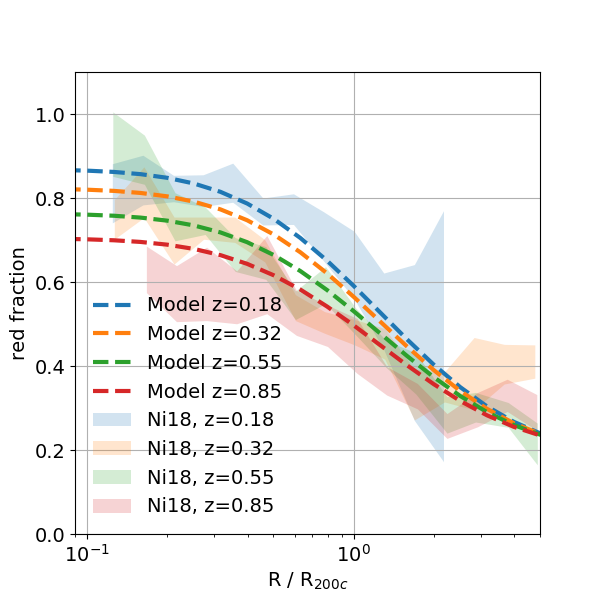 1.0
0.8
0.6
0.4
0.2
0.0
red fraction
Model z=0.18
Model z=0.32
Model z=0.55
Model z=0.85
Ni18, z=0.18
Ni18, z=0.32
Ni18, z=0.55
Ni18, z=0.85
10⁻¹ 10⁰
R / R₂₀₀c